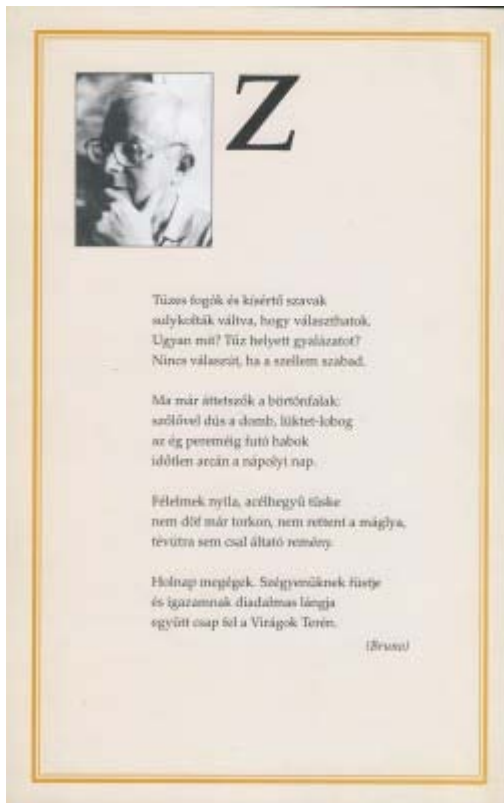 Z
Tüzes fogók és kísértő szavak
sulykolták váltva, hogy választhatok.
Ugyan mit? Tűz helyett gyalázatot?
Nincs válaszút, ha a szellem szabad.
Ma már áttetszők a börtönfalak:
szőlővel dús a domb, lüktet-lobog
az ég pereméig futó habok
időtlen arcán a nápolyi nap.
Félelmek nyila, acélhegyű tüske
nem döf már torkon, nem rettent a máglya,
tévútra sem csal áltató remény.
Holnap megégek. Szégyenüknek füstje
és igazamnak diadalmas lángja
együtt csap fel a Virágok Terén.
(Bruno)